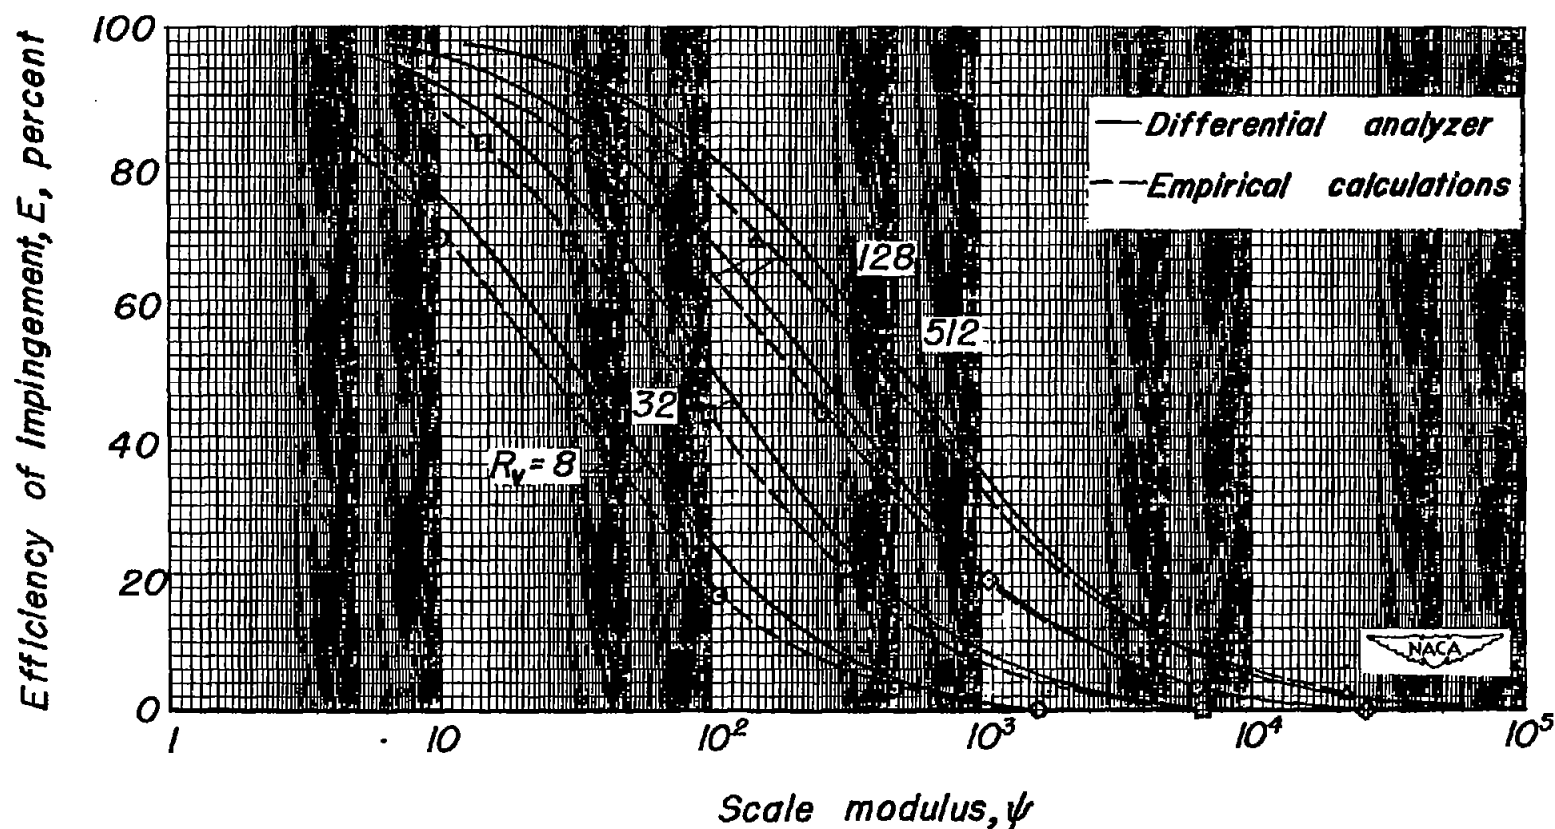 Efficiency of Impingement, E, percent
100
80
60
40
20
0
Differential analyzer
Empirical calculations
128
512
32
Rv = 8
NACA
1
10
10²
10³
10⁴
10⁵
Scale modulus, ψ